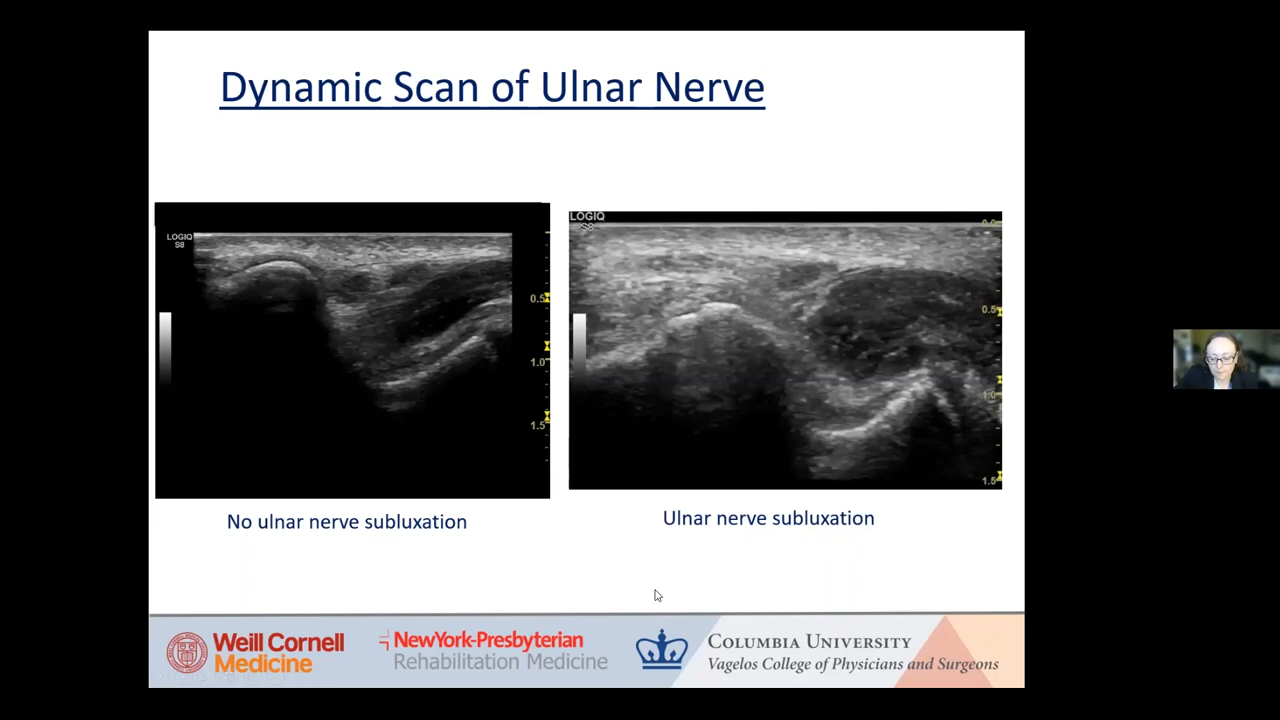 Dynamic Scan of Ulnar Nerve
LOGIQ
S8
0.5
1.0
1.5
LOGIQ
S8
0.0
0.5
1.0
1.5
No ulnar nerve subluxation
Ulnar nerve subluxation
Weill Cornell
Medicine
NewYork-Presbyterian
Rehabilitation Medicine
COLUMBIA UNIVERSITY
Vagelos College of Physicians and Surgeons